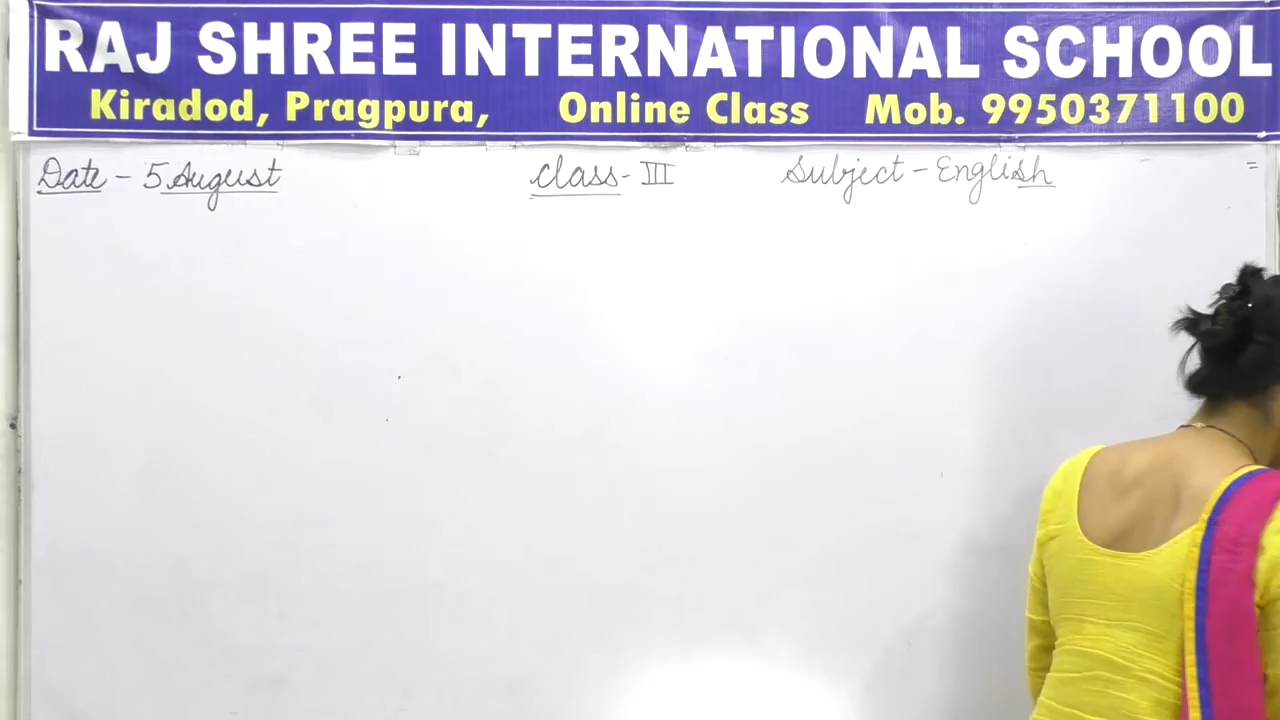 RAJ SHREE INTERNATIONAL SCHOOL
Kiradod, Pragpura, Online Class Mob. 9950371100
Date - 5 August Class - III Subject - English =